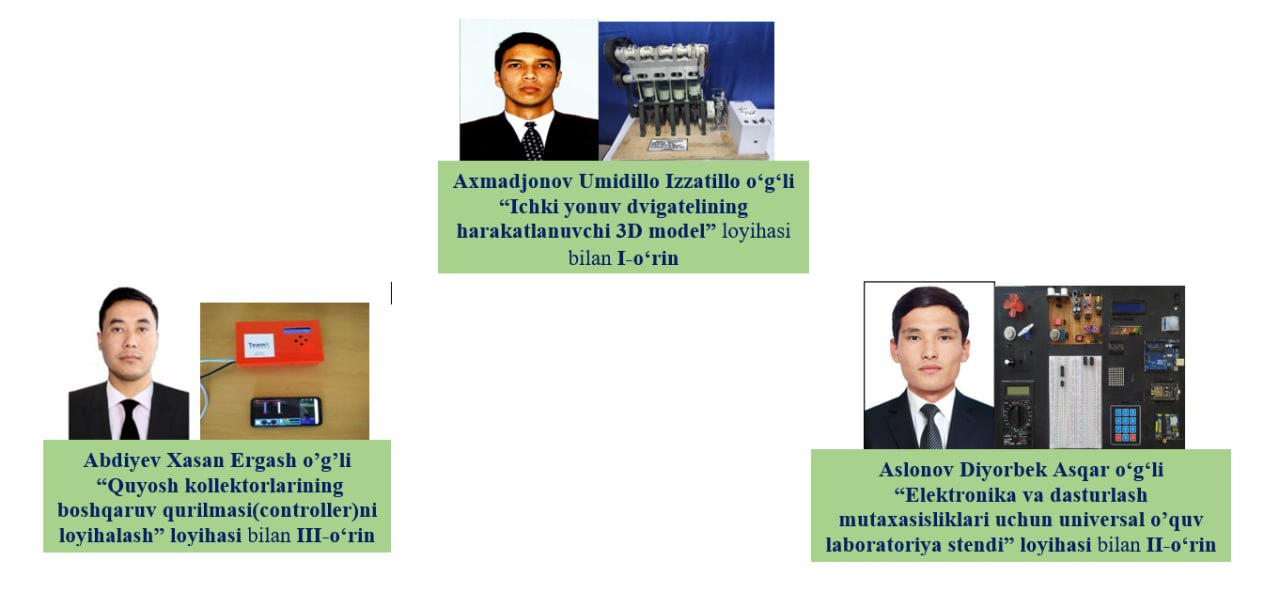 Axmadjonov Umidillo Izzatillo o‘g‘li
“Ichki yonuv dvigatelining
harakatlanuvchi 3D model” loyihasi
bilan I-o‘rin
Abdiyev Xasan Ergash o’g’li
“Quyosh kollektorlarining
boshqaruv qurilmasi(controller)ni
loyihalash” loyihasi bilan III-o‘rin
Aslonov Diyorbek Asqar o‘g‘li
“Elektronika va dasturlash
mutaxasisliklari uchun universal o’quv
laboratoriya stendi” loyihasi bilan II-o‘rin